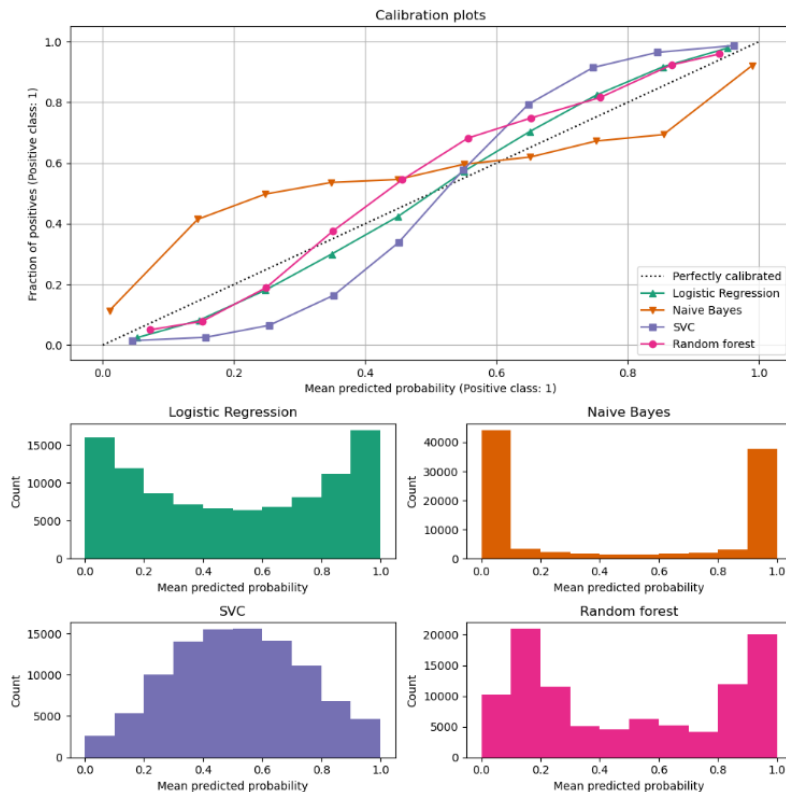 Calibration plots
Fraction of positives (Positive class: 1)
1.0
0.8
0.6
0.4
0.2
0.0
Perfectly calibrated
Logistic Regression
Naive Bayes
SVC
Random forest
0.0 0.2 0.4 0.6 0.8 1.0
Mean predicted probability (Positive class: 1)
Logistic Regression
Count
15000
10000
5000
0
0.0 0.2 0.4 0.6 0.8 1.0
Mean predicted probability
Naive Bayes
Count
40000
30000
20000
10000
0
0.0 0.2 0.4 0.6 0.8 1.0
Mean predicted probability
SVC
Count
15000
10000
5000
0
0.0 0.2 0.4 0.6 0.8 1.0
Mean predicted probability
Random forest
Count
20000
15000
10000
5000
0
0.0 0.2 0.4 0.6 0.8 1.0
Mean predicted probability